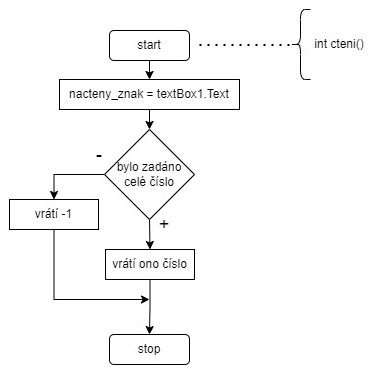 start
int cteni()
nacteny_znak = textBox1.Text
-
bylo zadáno
celé číslo
vrátí -1
+
vrátí ono číslo
stop